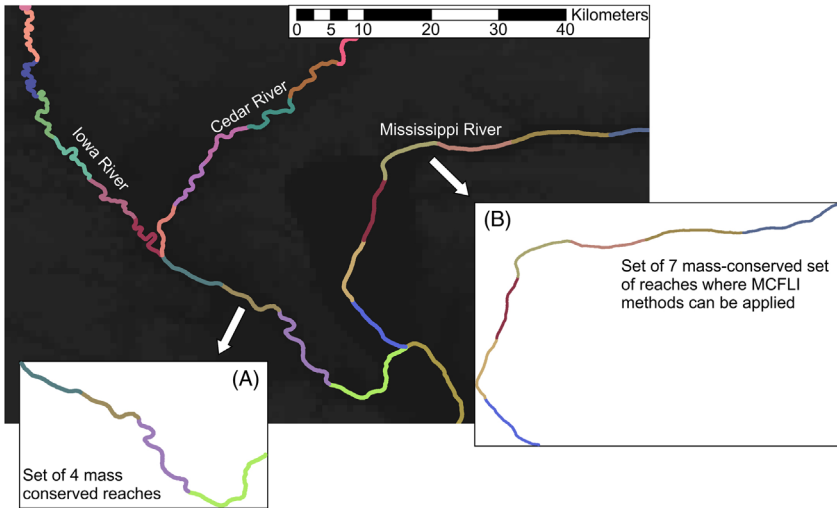 0 5 10 20 30 40 Kilometers
Iowa River
Cedar River
Mississippi River
(B)
Set of 7 mass-conserved set
of reaches where MCFLI
methods can be applied
(A)
Set of 4 mass
conserved reaches